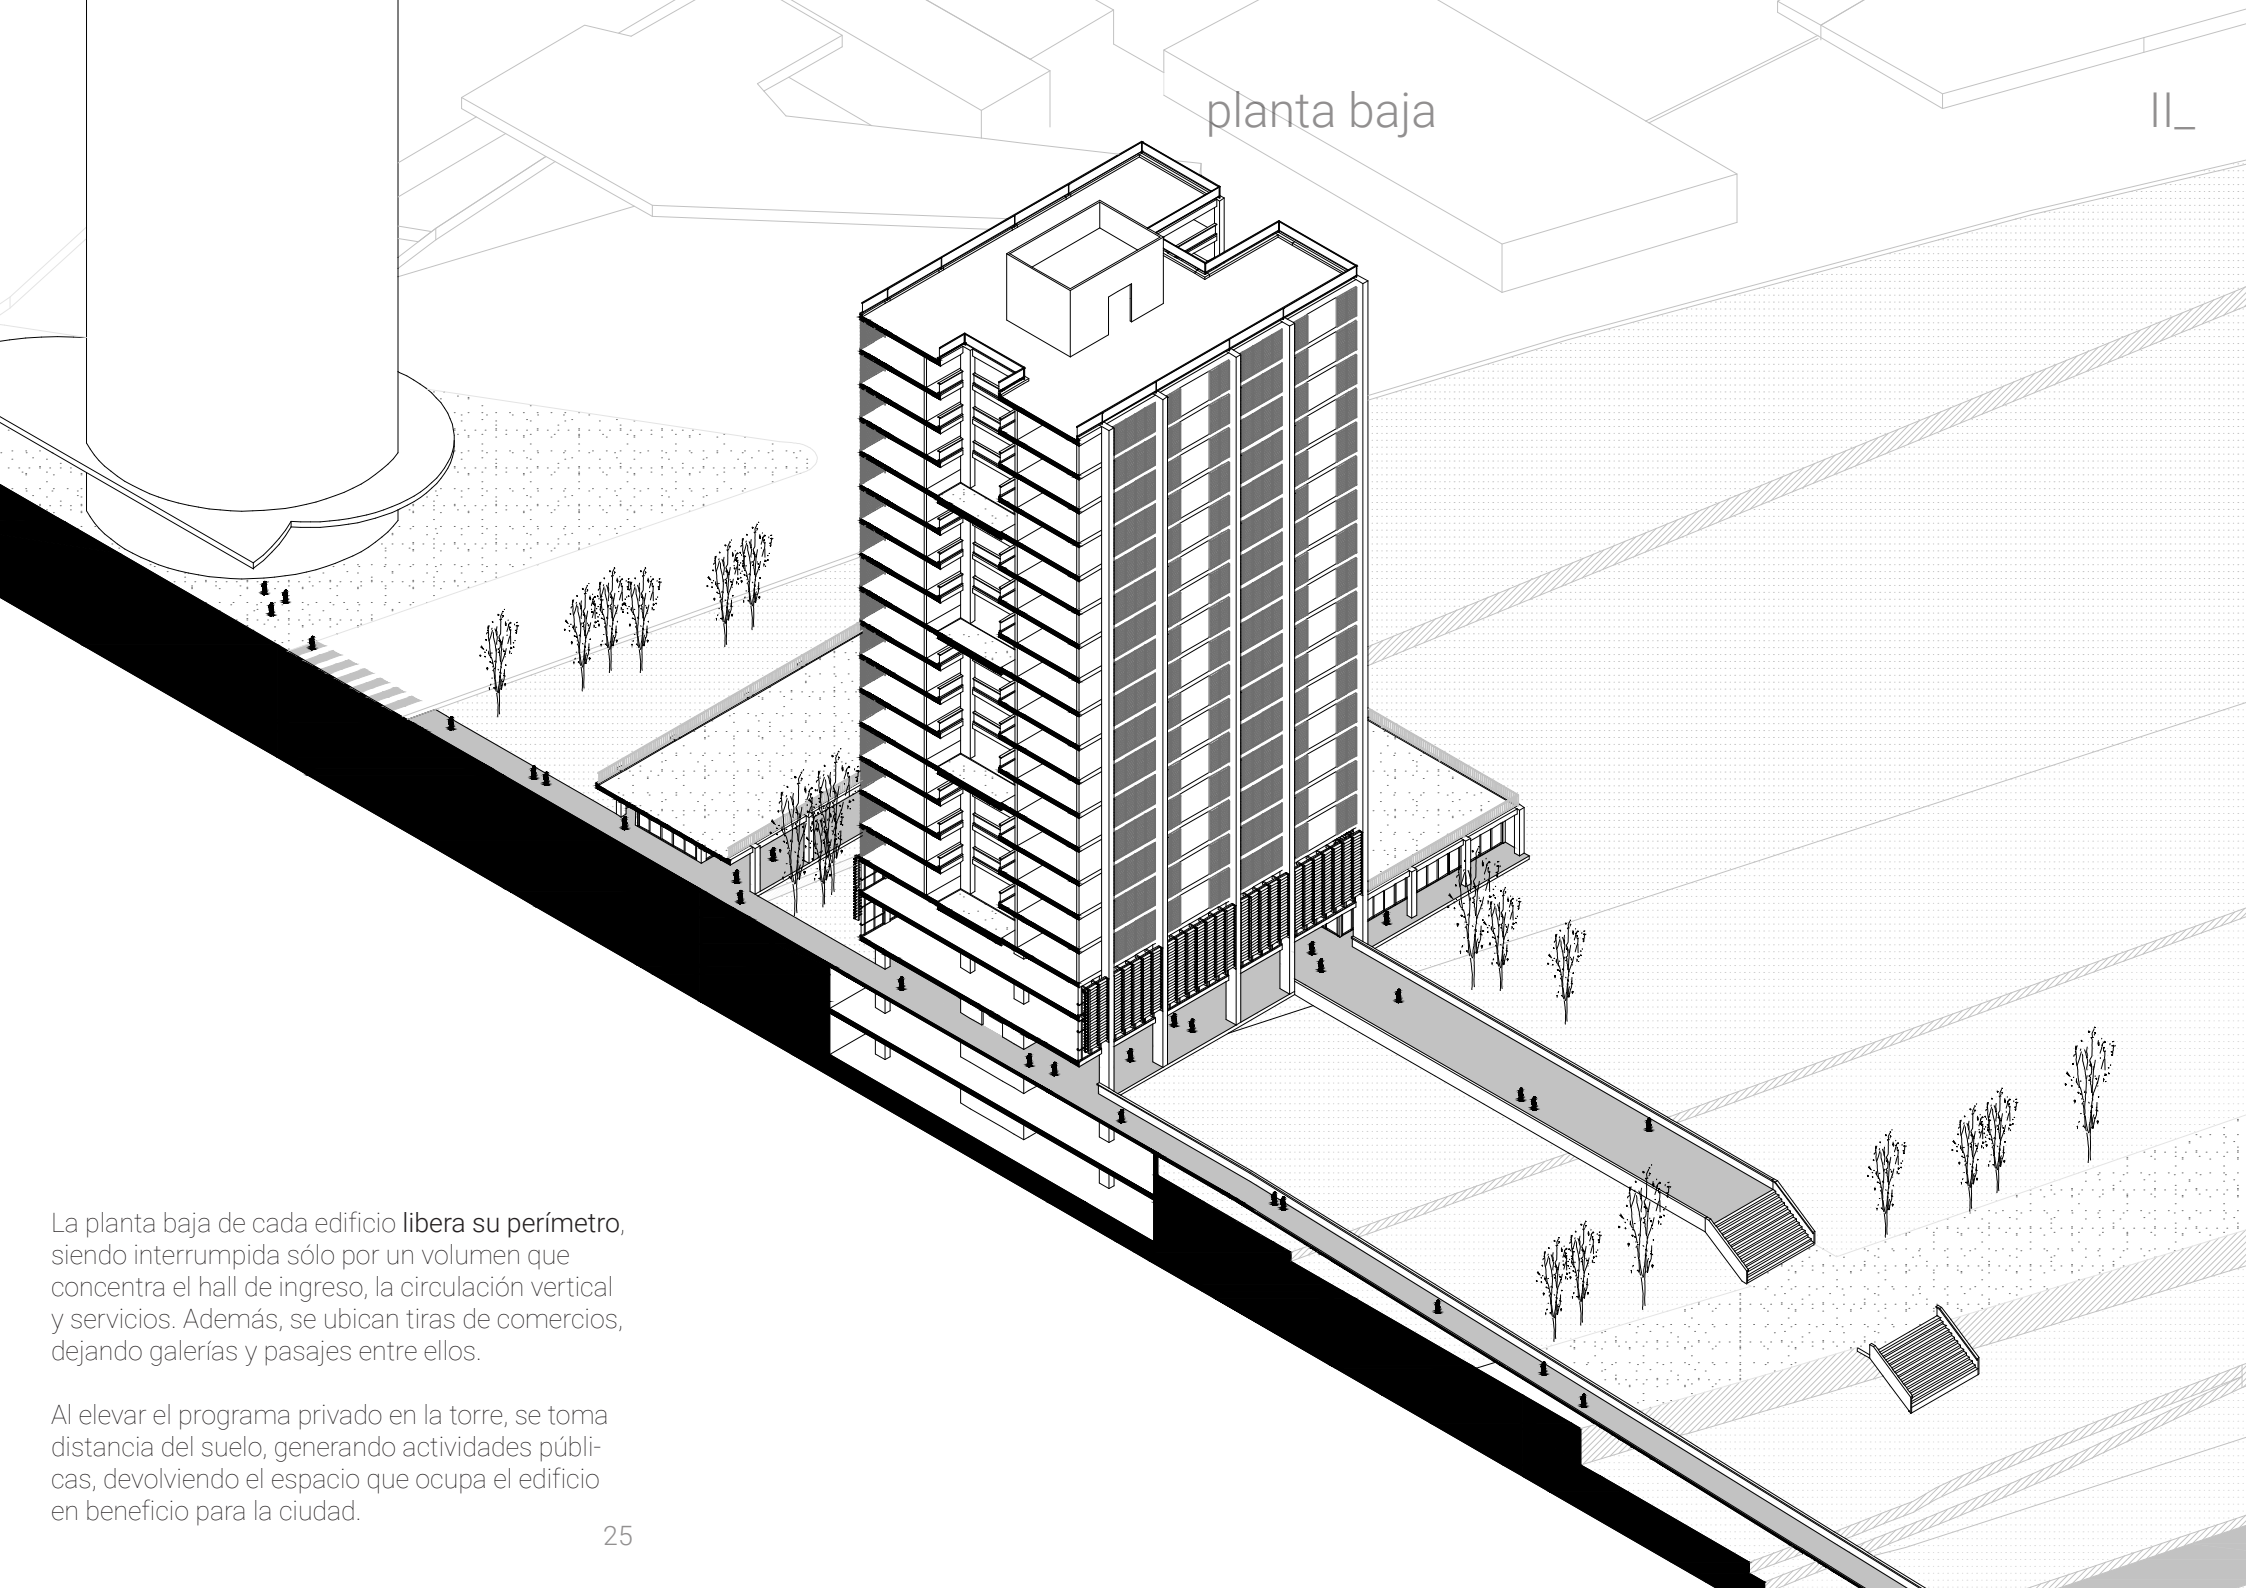 planta baja
II_
La planta baja de cada edificio libera su perímetro,
siendo interrumpida sólo por un volumen que
concentra el hall de ingreso, la circulación vertical
y servicios. Además, se ubican tiras de comercios,
dejando galerías y pasajes entre ellos.
Al elevar el programa privado en la torre, se toma
distancia del suelo, generando actividades públi-
cas, devolviendo el espacio que ocupa el edificio
en beneficio para la ciudad.
25